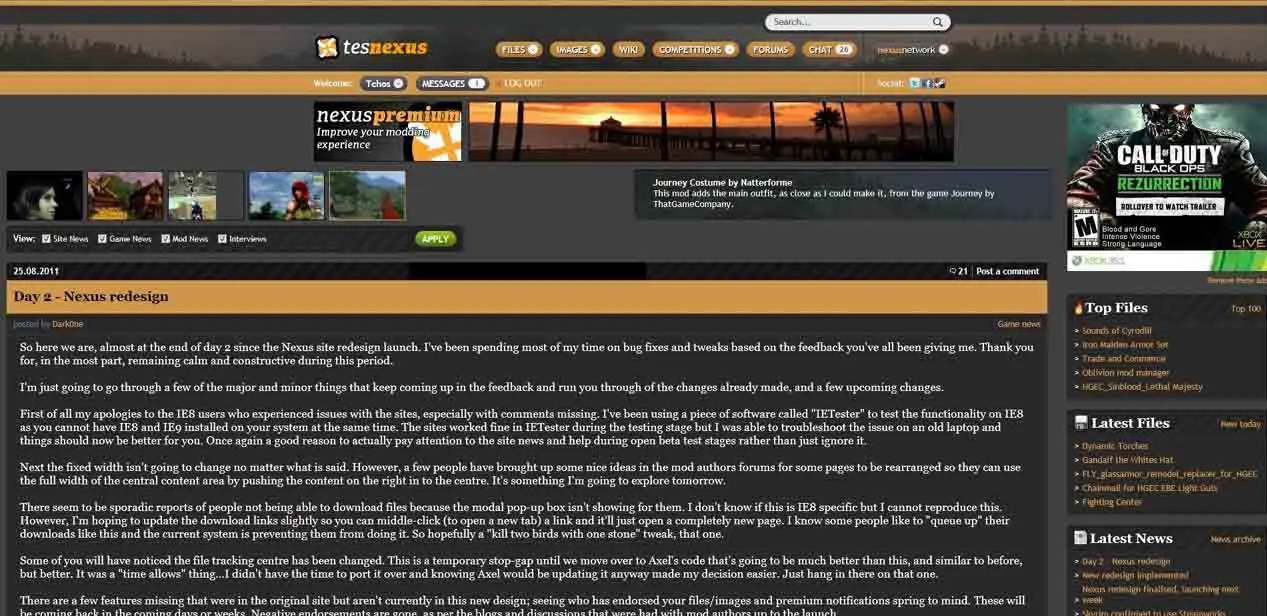 Search...
tesnexus
FILES IMAGES WIKI COMPETITIONS FORUMS CHAT 26 nexusnetwork
Welcome: Tchos MESSAGES 1 LOG OUT Social:
nexuspremium
Improve your modding
experience
Journey Costume by Natterforme
This mod adds the main outfit, as close as I could make it, from the game Journey by
ThatGameCompany.
View: Site News Game News Mod News Interviews APPLY
CALL OF DUTY
BLACK OPS
REZURRECTION
ROLLOVER TO WATCH TRAILER
MATURE 17+
M
Blood and Gore
Intense Violence
Strong Language
XBOX
LIVE
XBOX 360
Remove these ads
25.08.2011 21 Post a comment
Day 2 - Nexus redesign
posted by Dark0ne Game news
So here we are, almost at the end of day 2 since the Nexus site redesign launch. I've been spending most of my time on bug fixes and tweaks based on the feedback you've all been giving me. Thank you
for, in the most part, remaining calm and constructive during this period.
I'm just going to go through a few of the major and minor things that keep coming up in the feedback and run you through of the changes already made, and a few upcoming changes.
First of all my apologies to the IE8 users who experienced issues with the sites, especially with comments missing. I've been using a piece of software called "IETester" to test the functionality on IE8
as you cannot have IE8 and IE9 installed on your system at the same time. The sites worked fine in IETester during the testing stage but I was able to troubleshoot the issue on an old laptop and
things should now be better for you. Once again a good reason to actually pay attention to the site news and help during open beta test stages rather than just ignore it.
Next the fixed width isn't going to change no matter what is said. However, a few people have brought up some nice ideas in the mod authors forums for some pages to be rearranged so they can use
the full width of the central content area by pushing the content on the right in to the centre. It's something I'm going to explore tomorrow.
There seem to be sporadic reports of people not being able to download files because the modal pop-up box isn't showing for them. I don't know if this is IE8 specific but I cannot reproduce this.
However, I'm hoping to update the download links slightly so you can middle-click (to open a new tab) a link and it'll just open a completely new page. I know some people like to "queue up" their
downloads like this and the current system is preventing them from doing it. So hopefully a "kill two birds with one stone" tweak, that one.
Some of you will have noticed the file tracking centre has been changed. This is a temporary stop-gap until we move over to Axel's code that's going to be much better than this, and similar to before,
but better. It was a "time allows" thing...I didn't have the time to port it over and knowing Axel would be updating it anyway made my decision easier. Just hang in there on that one.
There are a few features missing that were in the original site but aren't currently in this new design; seeing who has endorsed your files/images and premium notifications spring to mind. These will
be coming back in the coming days or weeks. Negative endorsements are gone, as per the blogs and discussions that were had with mod authors up to the launch.
Top Files Top 100
> Sounds of Cyrodiil
> Iron Maiden Armor Set
> Trade and Commerce
> Oblivion mod manager
> HGEC_Sinblood_Lethal Majesty
Latest Files New today
> Dynamic Torches
> Gandalf the Whites Hat
> FLY_glassarmor_remodel_replacer_for_HGEC
> Chainmail for HGEC EBE Light Guts
> Fighting Center
Latest News News archive
> Day 2 - Nexus redesign
> New redesign implemented
> Nexus redesign finalised, launching next
week
> Skyrim confirmed to use Steamworks